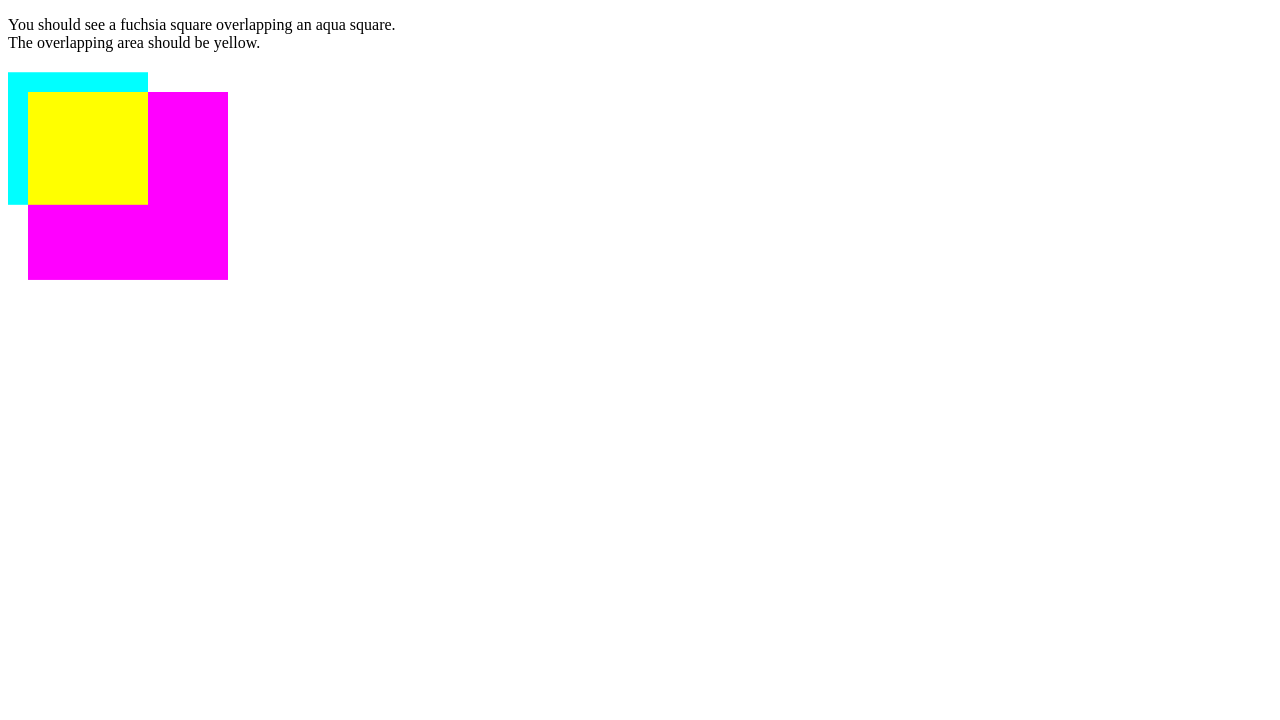 You should see a fuchsia square overlapping an aqua square.
The overlapping area should be yellow.